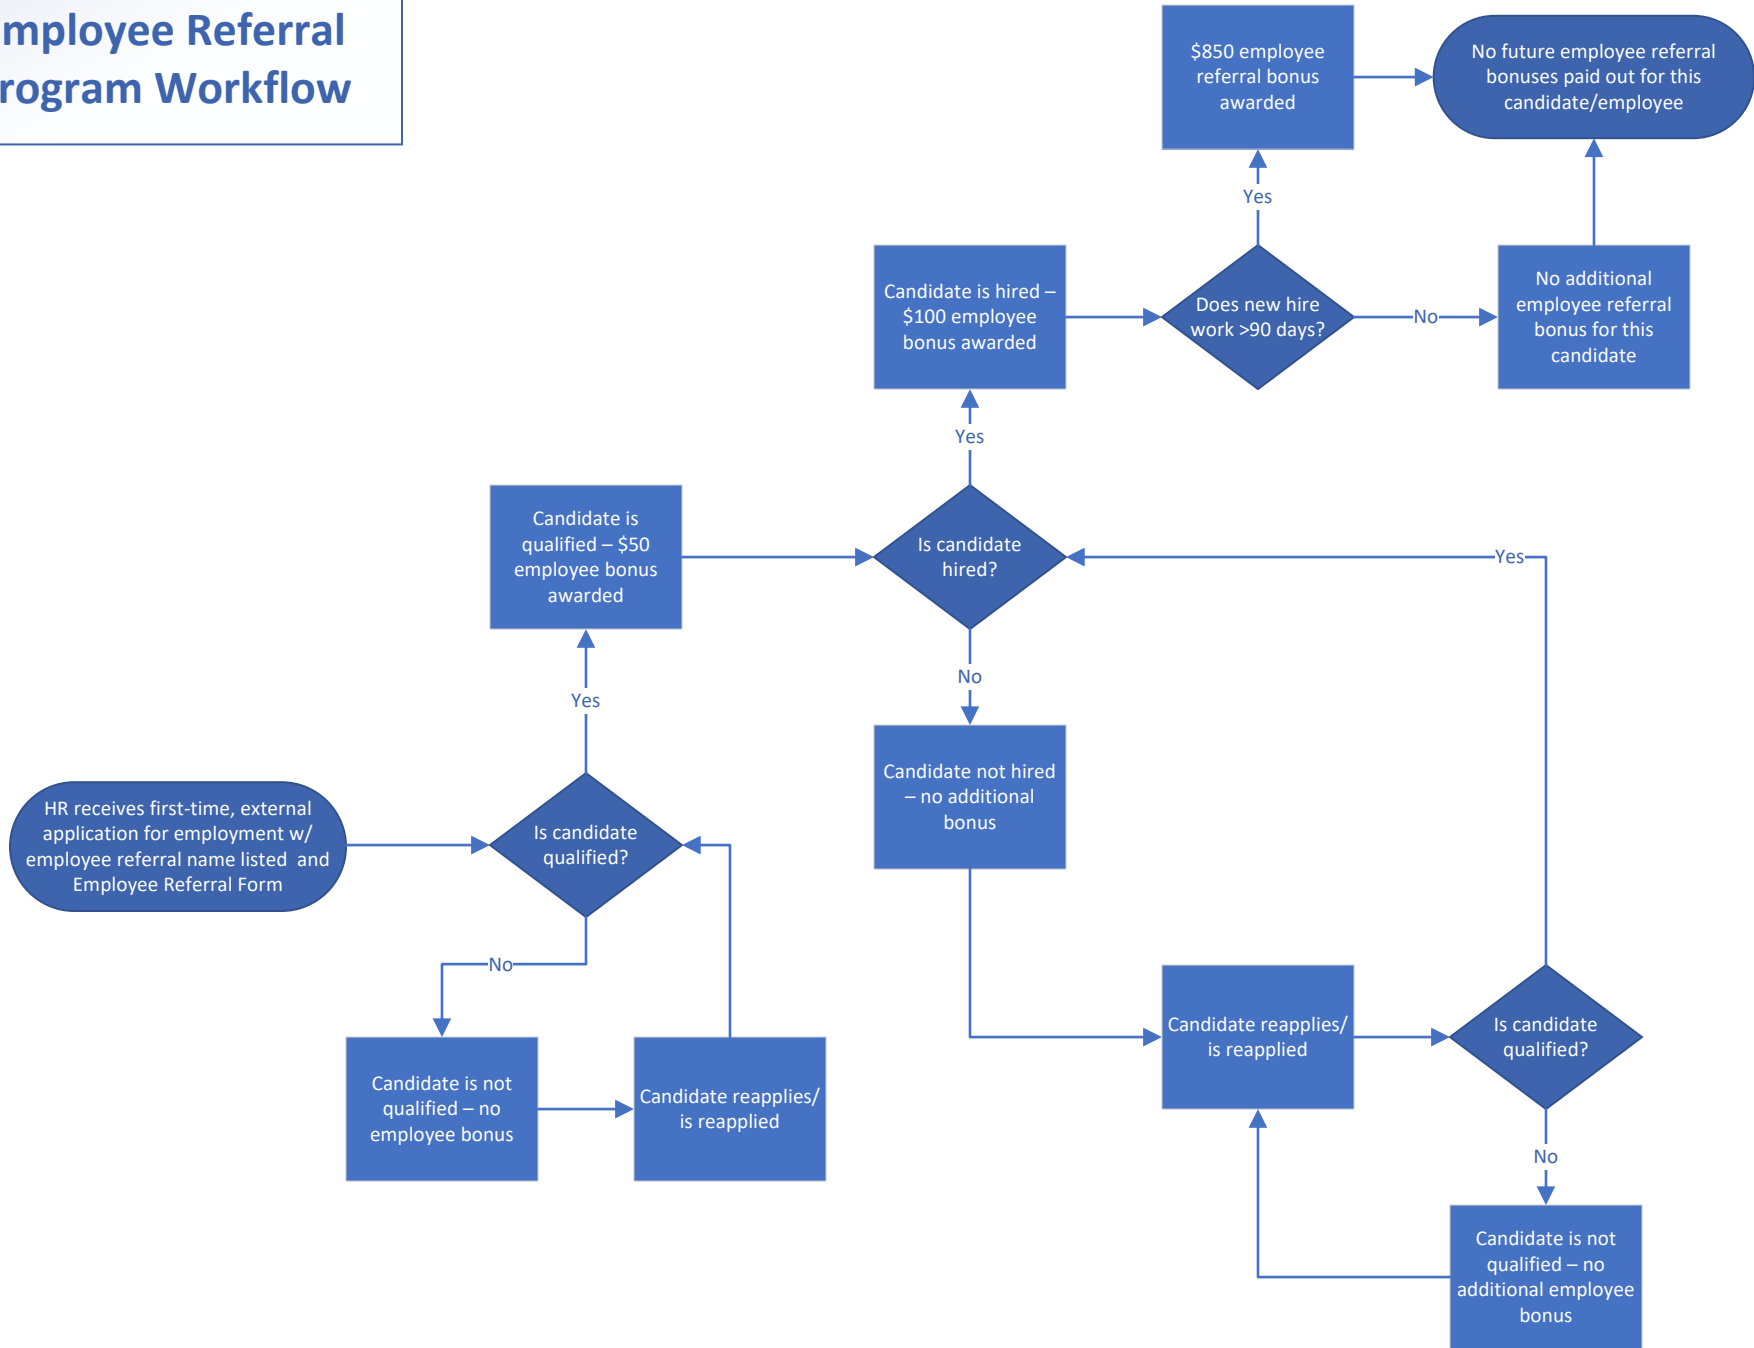 mployee Referral
rogram Workflow
$850 employee
referral bonus
awarded
No future employee referral
bonuses paid out for this
candidate/employee
Yes
Candidate is hired –
$100 employee
bonus awarded
Does new hire
work >90 days?
No
No additional
employee referral
bonus for this
candidate
Yes
Candidate is
qualified – $50
employee bonus
awarded
Is candidate
hired?
Yes
No
Yes
Candidate not hired
– no additional
bonus
HR receives first-time, external
application for employment w/
employee referral name listed  and
Employee Referral Form
Is candidate
qualified?
No
Candidate is not
qualified – no
employee bonus
Candidate reapplies/
is reapplied
Candidate reapplies/
is reapplied
Is candidate
qualified?
No
Candidate is not
qualified – no
additional employee
bonus